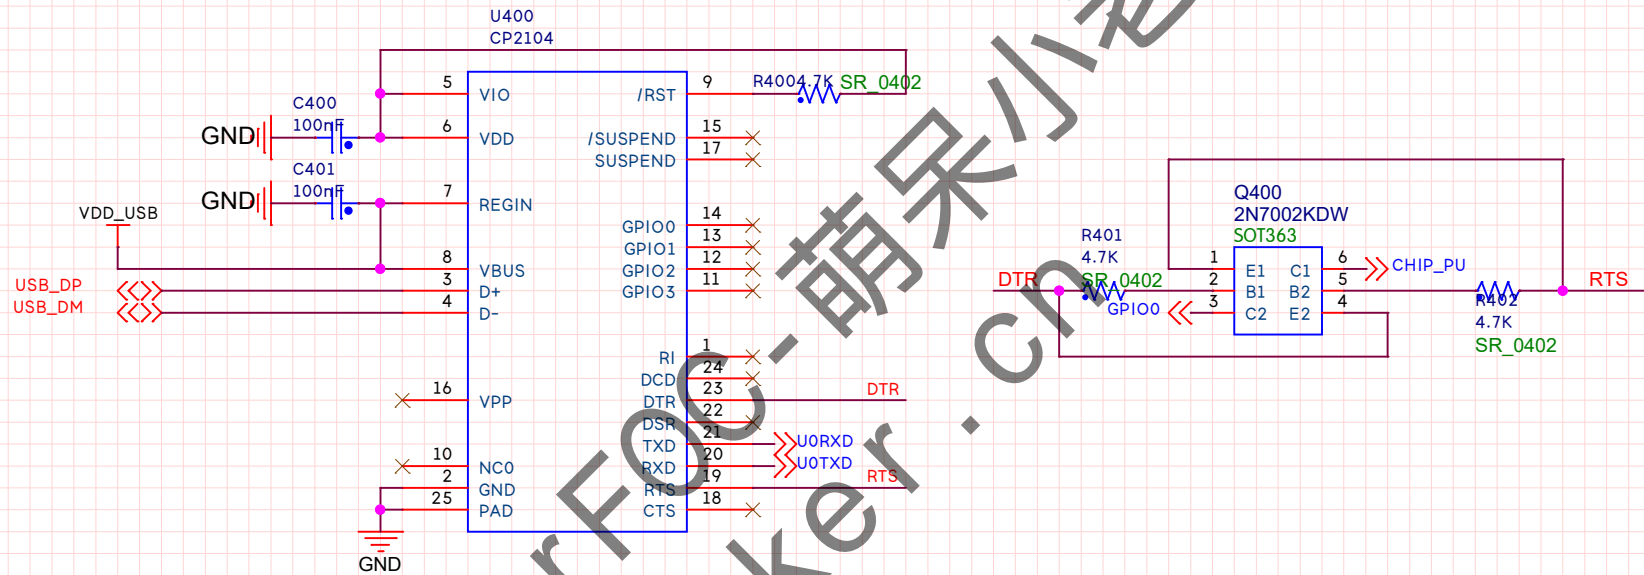 U400
CP2104
5
VIO
6
VDD
7
REGIN
8
VBUS
3
D+
4
D-
16
VPP
10
NC0
2
GND
25
PAD
9
/RST
15
/SUSPEND
17
SUSPEND
14
GPIO0
13
GPIO1
12
GPIO2
11
GPIO3
1
RI
24
DCD
23
DTR
22
DSR
21
TXD
20
RXD
19
RTS
18
CTS
C400
100nF
GND
C401
100nF
GND
VDD_USB
USB_DP
USB_DM
GND
R400 4.7K SR_0402
DTR
U0RXD
U0TXD
RTS
Q400
2N7002KDW
SOT363
1
E1
2
B1
3
C2
6
C1
5
B2
4
E2
R401
4.7K
SR_0402
DTR
GPIO0
CHIP_PU
RTS
R402
4.7K
SR_0402
rFOC-萌呆小老
ker.cn